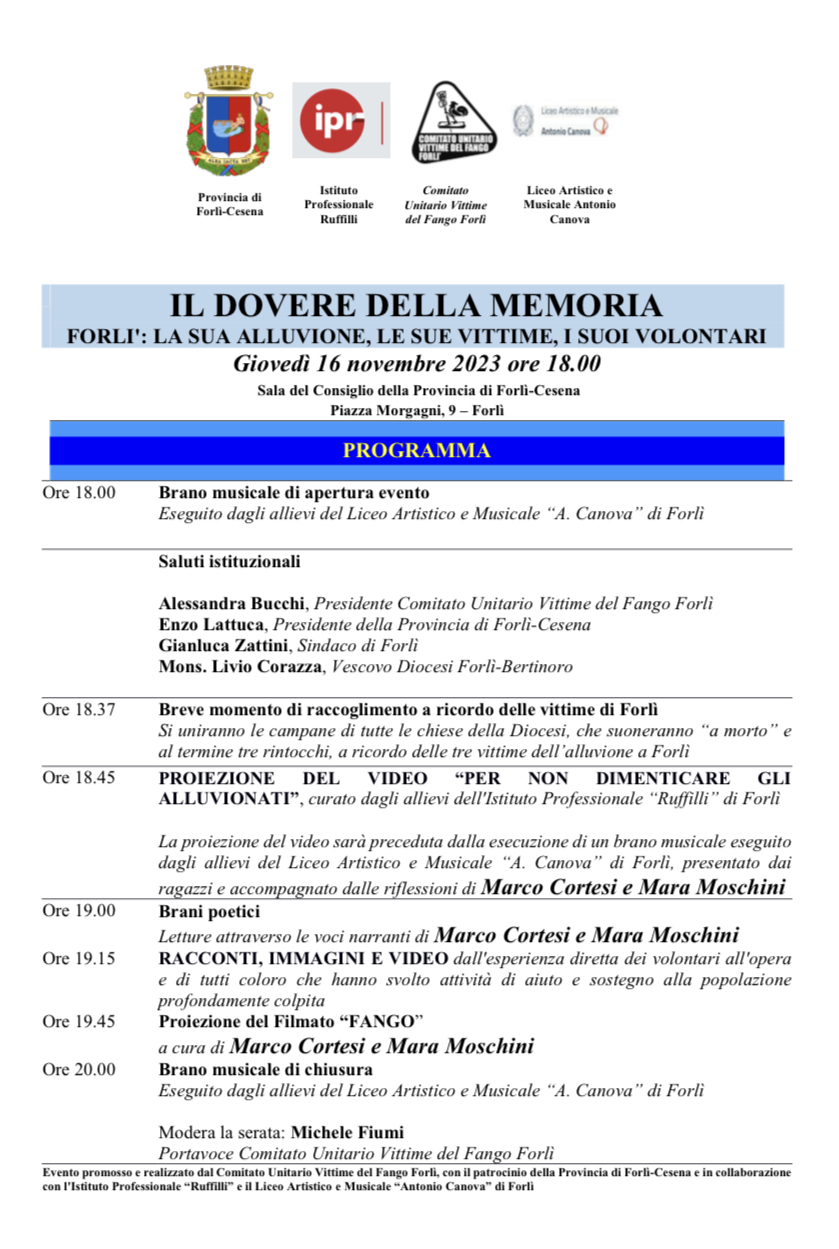 ipr
COMITATO UNITARIO
VITTIME DEL FANGO
FORLI'
Liceo Artistico e Musicale
Antonio Canova
Provincia di
Forlì-Cesena
Istituto
Professionale
Ruffilli
Comitato
Unitario Vittime
del Fango Forlì
Liceo Artistico e
Musicale Antonio
Canova
IL DOVERE DELLA MEMORIA
FORLI': LA SUA ALLUVIONE, LE SUE VITTIME, I SUOI VOLONTARI
Giovedì 16 novembre 2023 ore 18.00
Sala del Consiglio della Provincia di Forlì-Cesena
Piazza Morgagni, 9 – Forlì
PROGRAMMA
Ore 18.00 Brano musicale di apertura evento
Eseguito dagli allievi del Liceo Artistico e Musicale “A. Canova” di Forlì
Saluti istituzionali
Alessandra Bucchi, Presidente Comitato Unitario Vittime del Fango Forlì
Enzo Lattuca, Presidente della Provincia di Forlì-Cesena
Gianluca Zattini, Sindaco di Forlì
Mons. Livio Corazza, Vescovo Diocesi Forlì-Bertinoro
Ore 18.37 Breve momento di raccoglimento a ricordo delle vittime di Forlì
Si uniranno le campane di tutte le chiese della Diocesi, che suoneranno “a morto” e
al termine tre rintocchi, a ricordo delle tre vittime dell’alluvione a Forlì
Ore 18.45 PROIEZIONE DEL VIDEO “PER NON DIMENTICARE GLI
ALLUVIONATI”, curato dagli allievi dell'Istituto Professionale “Ruffilli” di Forlì
La proiezione del video sarà preceduta dalla esecuzione di un brano musicale eseguito
dagli allievi del Liceo Artistico e Musicale “A. Canova” di Forlì, presentato dai
ragazzi e accompagnato dalle riflessioni di Marco Cortesi e Mara Moschini
Ore 19.00 Brani poetici
Letture attraverso le voci narranti di Marco Cortesi e Mara Moschini
Ore 19.15 RACCONTI, IMMAGINI E VIDEO dall'esperienza diretta dei volontari all'opera
e di tutti coloro che hanno svolto attività di aiuto e sostegno alla popolazione
profondamente colpita
Ore 19.45 Proiezione del Filmato “FANGO”
a cura di Marco Cortesi e Mara Moschini
Ore 20.00 Brano musicale di chiusura
Eseguito dagli allievi del Liceo Artistico e Musicale “A. Canova” di Forlì
Modera la serata: Michele Fiumi
Portavoce Comitato Unitario Vittime del Fango Forlì
Evento promosso e realizzato dal Comitato Unitario Vittime del Fango Forlì, con il patrocinio della Provincia di Forlì-Cesena e in collaborazione
con l'Istituto Professionale “Ruffilli” e il Liceo Artistico e Musicale “Antonio Canova” di Forlì